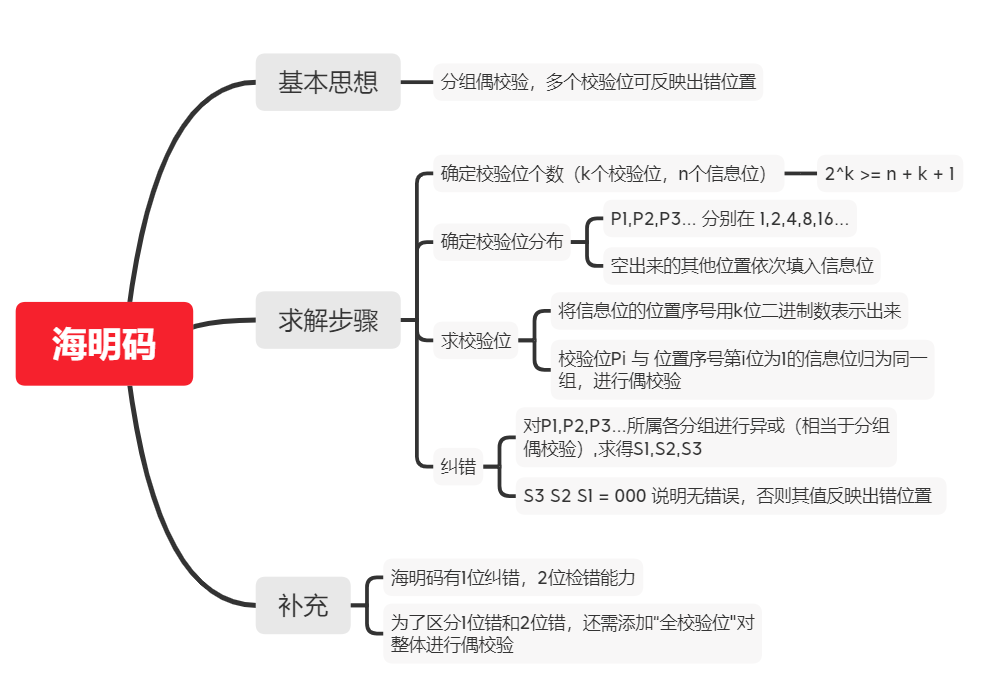 海明码
基本思想
分组偶校验，多个校验位可反映出错位置
求解步骤
确定校验位个数（k个校验位，n个信息位）
2^k >= n + k + 1
确定校验位分布
P1,P2,P3... 分别在 1,2,4,8,16...
空出来的其他位置依次填入信息位
求校验位
将信息位的位置序号用k位二进制数表示出来
校验位Pi 与 位置序号第i位为1的信息位归为同一
组，进行偶校验
纠错
对P1,P2,P3...所属各分组进行异或（相当于分组
偶校验）,求得S1,S2,S3
S3 S2 S1 = 000 说明无错误，否则其值反映出错位置
补充
海明码有1位纠错，2位检错能力
为了区分1位错和2位错，还需添加"全校验位"对
整体进行偶校验